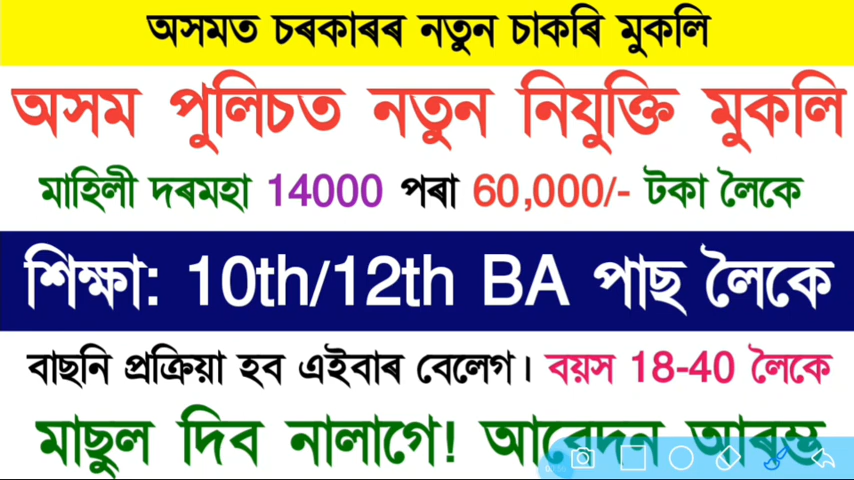 অসমত চৰকাৰৰ নতুন চাকৰি মুকলি
অসম পুলিচত নতুন নিযুক্তি মুকলি
মাহিলী দৰমহা 14000 পৰা 60,000/- টকা লৈকে
শিক্ষা: 10th/12th BA পাছ লৈকে
বাছনি প্ৰক্ৰিয়া হব এইবাৰ বেলেগ। বয়স 18-40 লৈকে
মাছুল দিব নালাগে! আবেদন আৰম্ভ